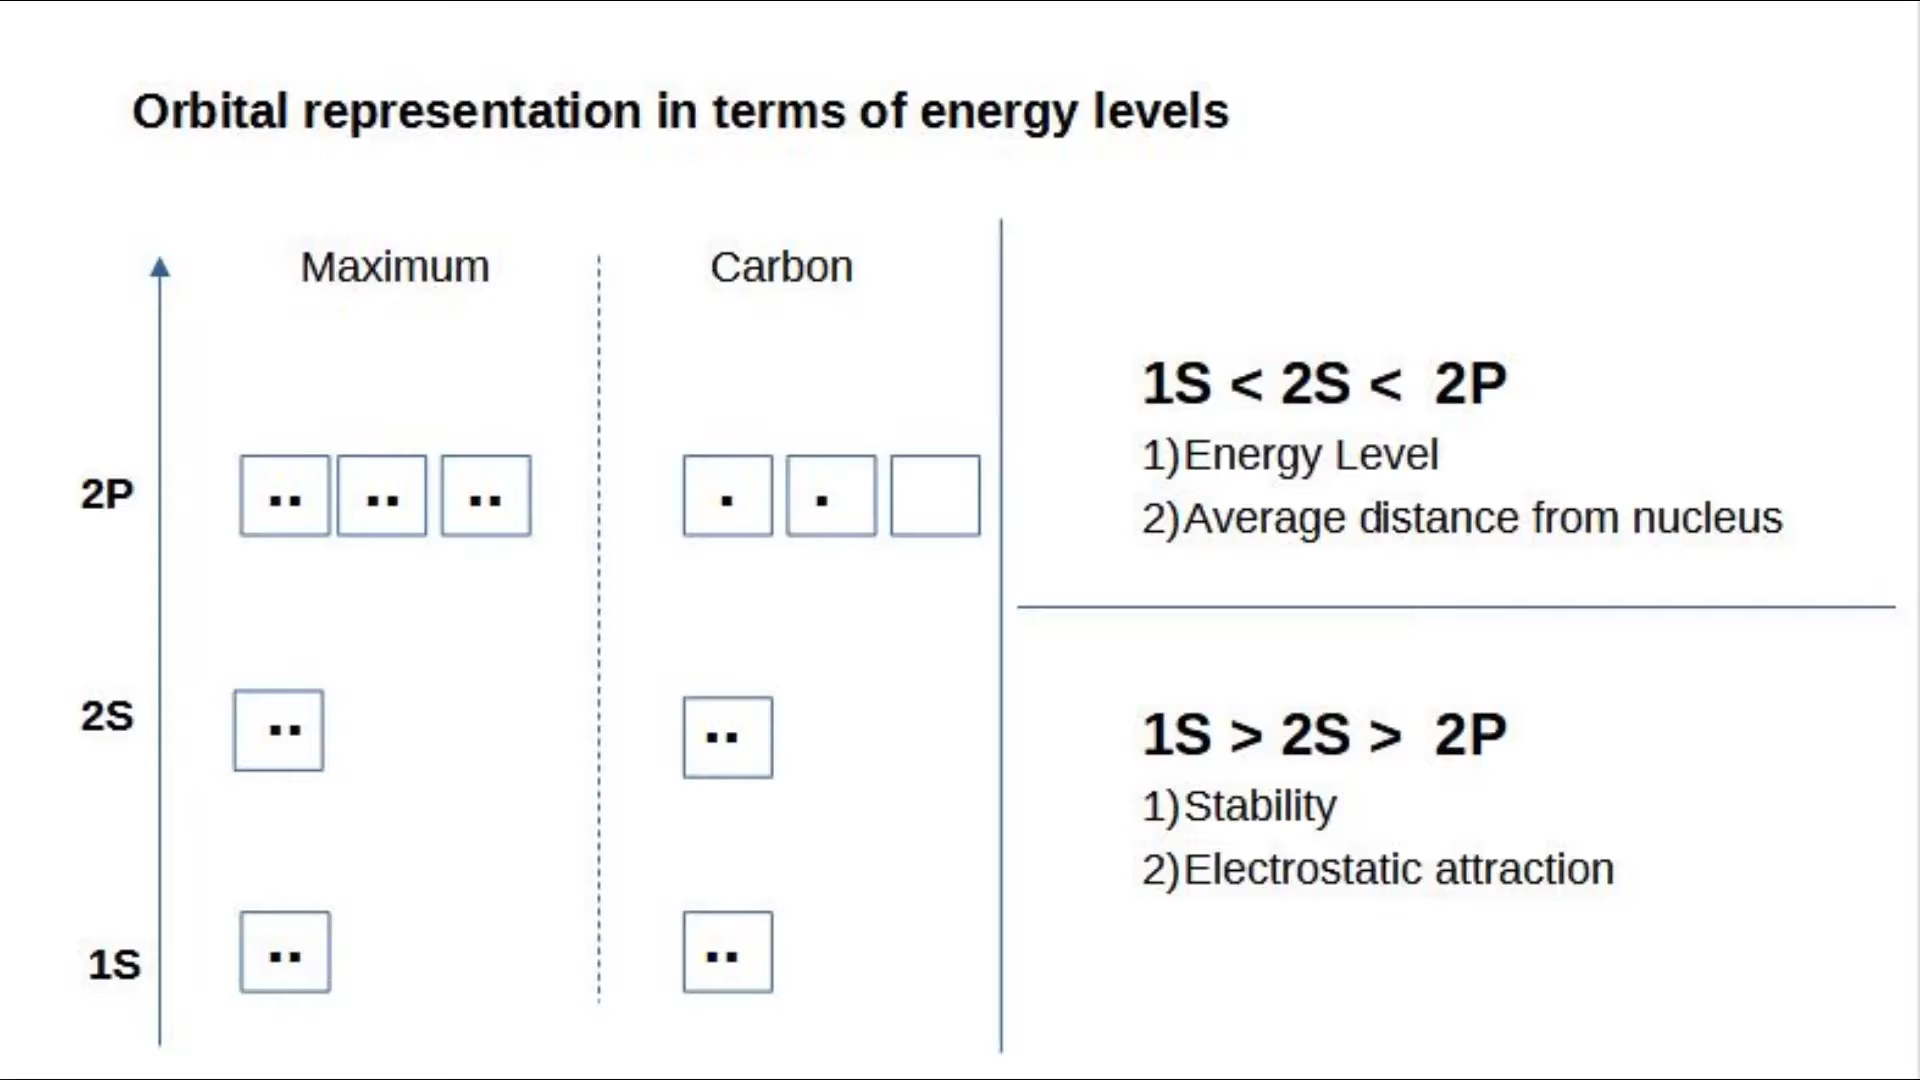 Orbital representation in terms of energy levels
Maximum
Carbon
2P
2S
1S
1S < 2S < 2P
1)Energy Level
2)Average distance from nucleus
1S > 2S > 2P
1)Stability
2)Electrostatic attraction